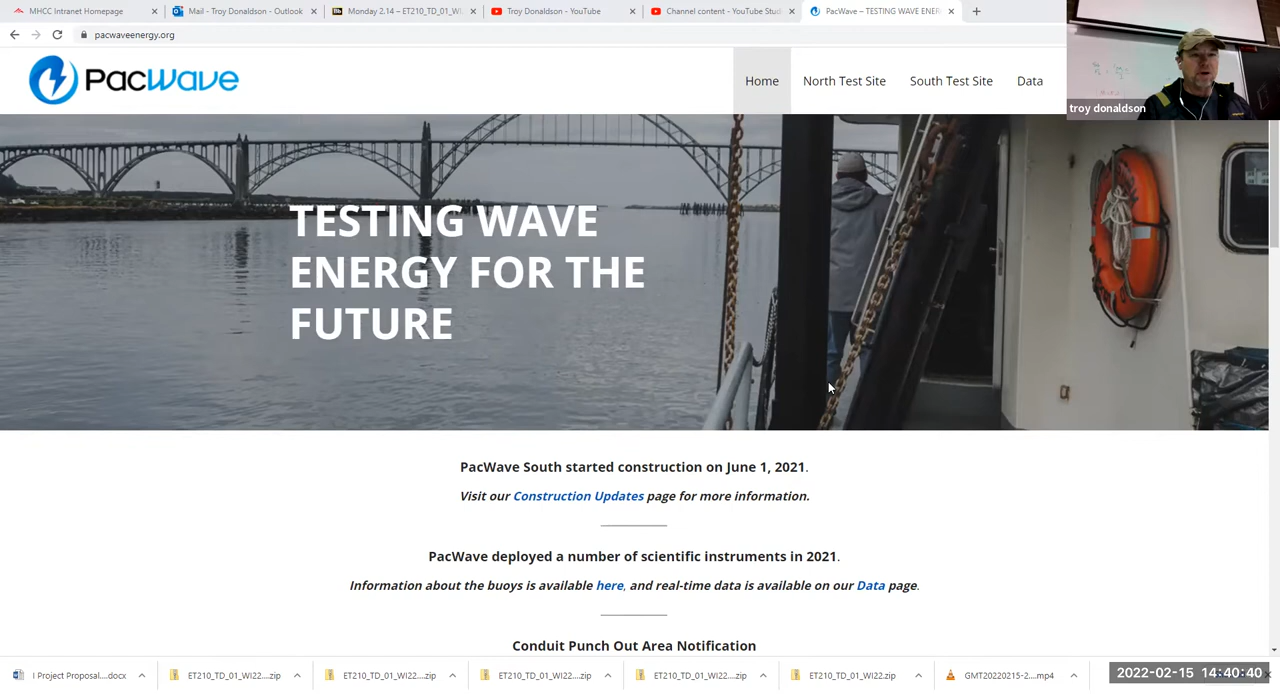 MHCC Intranet Homepage
Mail - Troy Donaldson - Outlook
Monday 2.14 – ET210_TD_01_WI2
Troy Donaldson - YouTube
Channel content - YouTube Stud
PacWave – TESTING WAVE ENER
pacwaveenergy.org
PacWave
Home North Test Site South Test Site Data
troy donaldson
TESTING WAVE
ENERGY FOR THE
FUTURE
PacWave South started construction on June 1, 2021.
Visit our Construction Updates page for more information.
PacWave deployed a number of scientific instruments in 2021.
Information about the buoys is available here, and real-time data is available on our Data page.
Conduit Punch Out Area Notification
I Project Proposal....docx
ET210_TD_01_WI22....zip
ET210_TD_01_WI22....zip
ET210_TD_01_WI22....zip
ET210_TD_01_WI22....zip
ET210_TD_01_WI22.zip
GMT20220215-2....mp4
2022-02-15 14:40:40